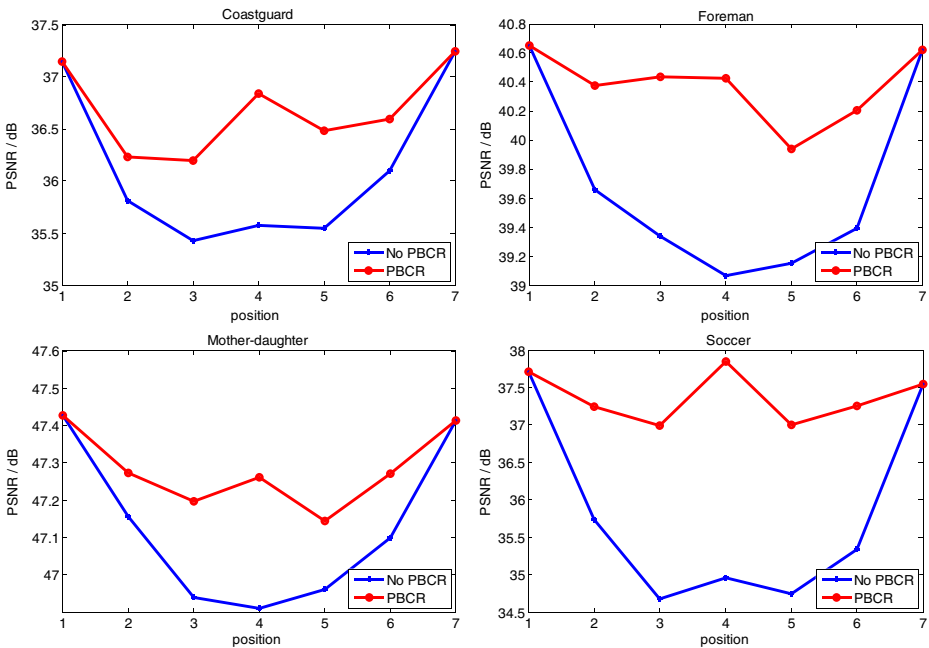 Coastguard
37.5
37
36.5
36
35.5
35
PSNR / dB
1 2 3 4 5 6 7
position
No PBCR
PBCR
Foreman
40.8
40.6
40.4
40.2
40
39.8
39.6
39.4
39.2
39
PSNR / dB
1 2 3 4 5 6 7
position
No PBCR
PBCR
Mother-daughter
47.6
47.5
47.4
47.3
47.2
47.1
47
PSNR / dB
1 2 3 4 5 6 7
position
No PBCR
PBCR
Soccer
38
37.5
37
36.5
36
35.5
35
34.5
PSNR / dB
1 2 3 4 5 6 7
position
No PBCR
PBCR